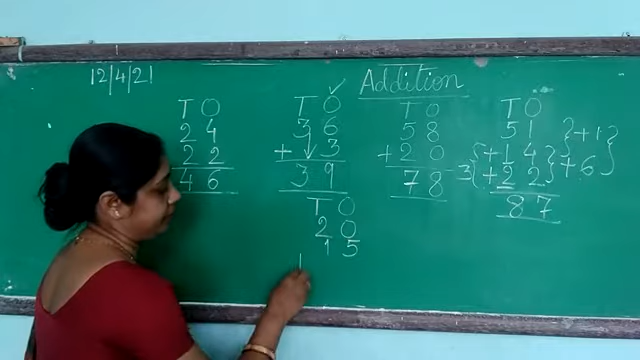 12/4/21
Addition
T O
2 4
2 2
4 6
T O
3 6
+ ↓ 3
3 9
T O
2 0
1 5
T O
5 8
+ 2 0
7 8
T O
5 1
+ 1 4
+ 2 2
8 7
3
+ 1
+ 6